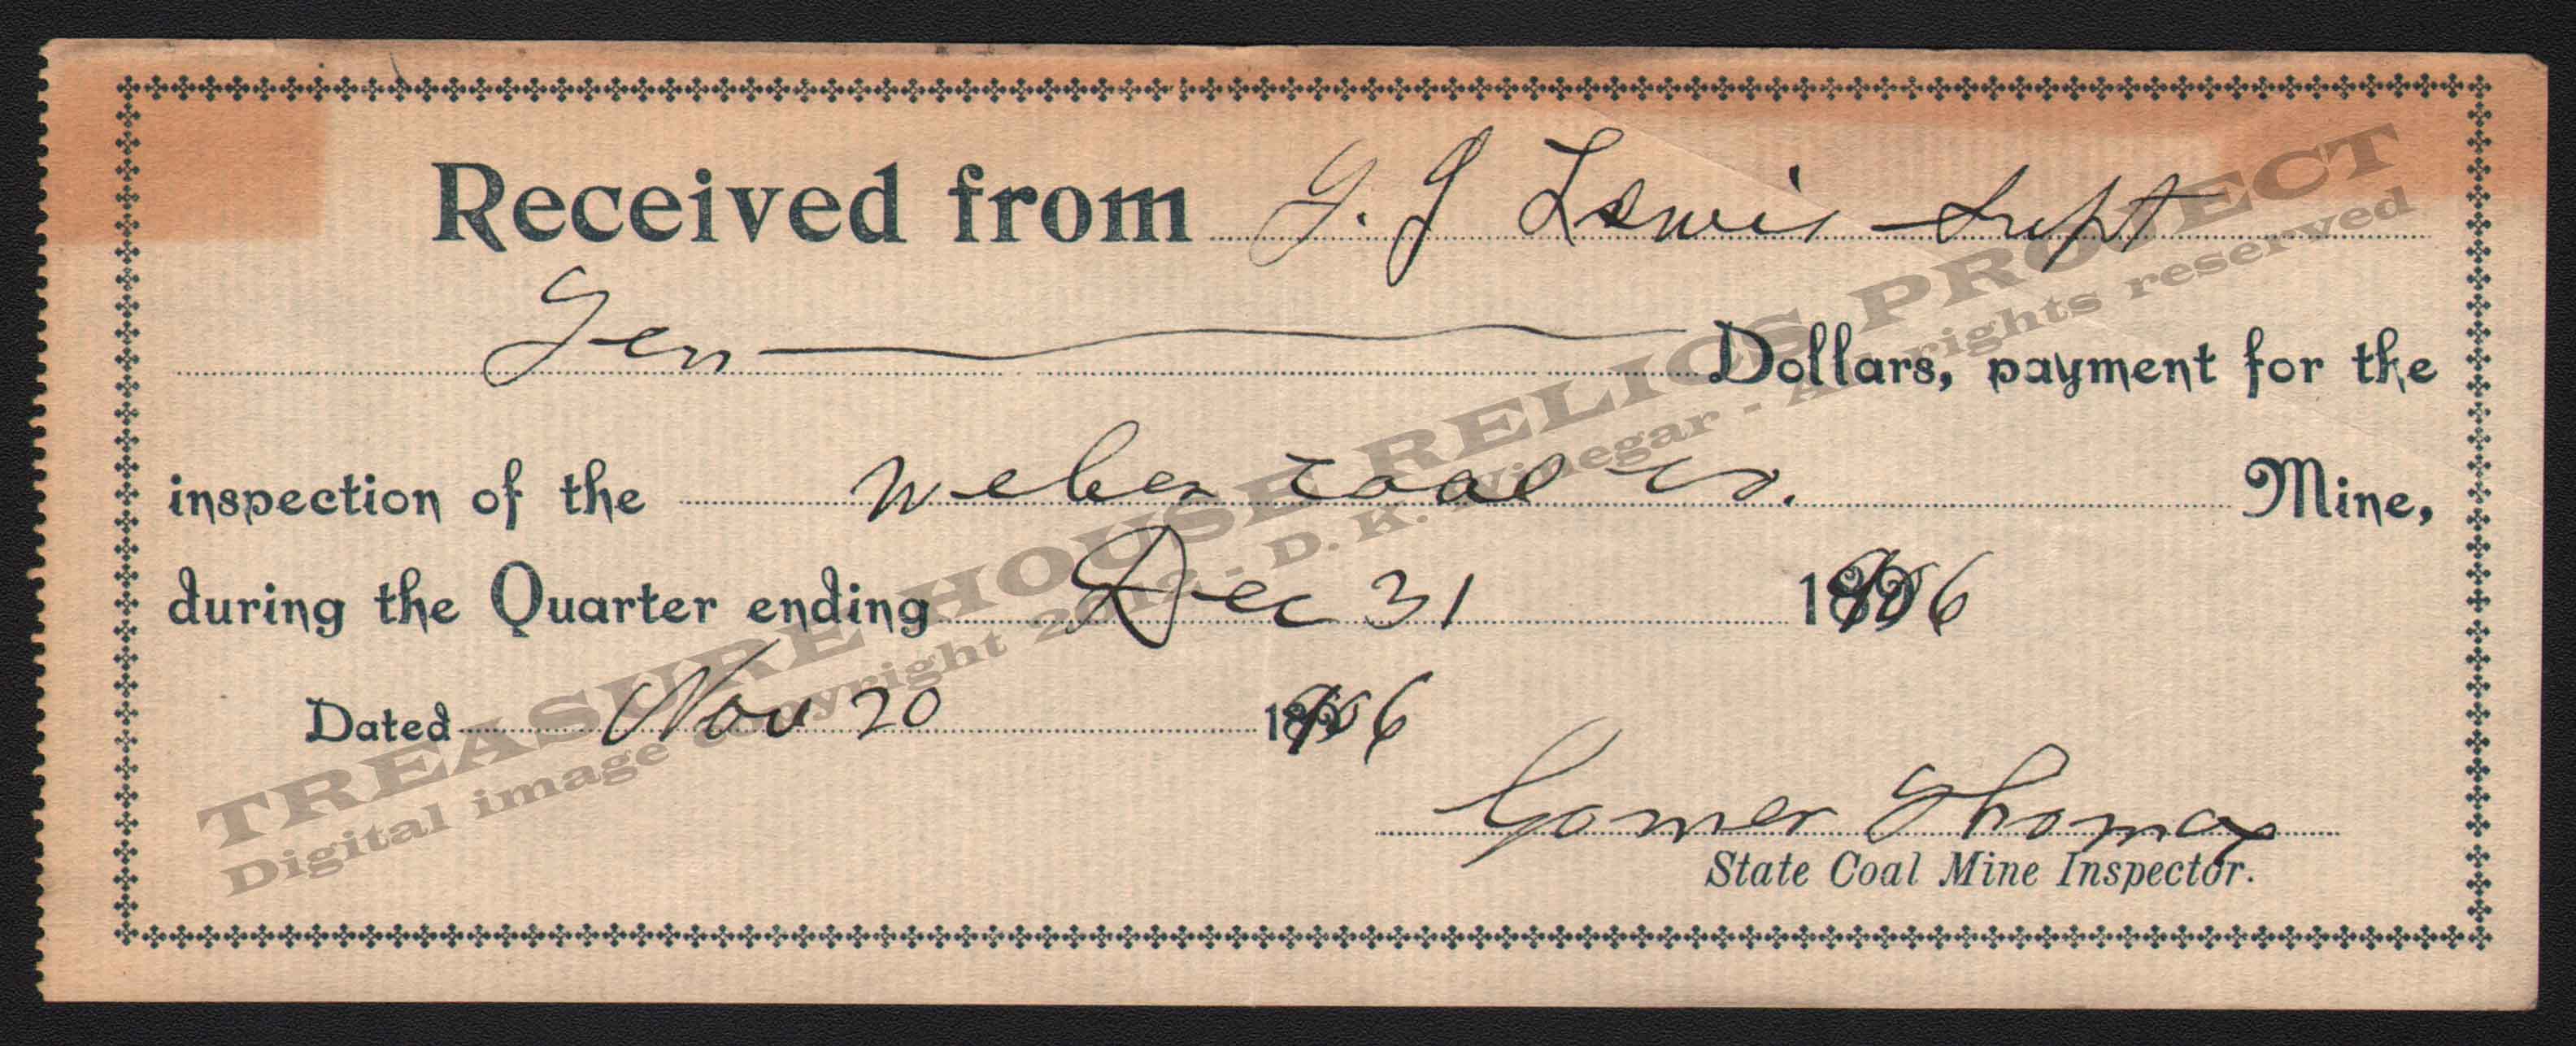 Received from T. J Lewis Supt
Ten Dollars, payment for the
inspection of the Weber Coal Co. Mine,
during the Quarter ending Dec 31 1906
Dated Nov 20 1906
Gomer Thomas
State Coal Mine Inspector.
TREASURE HOUSE RELICS PROJECT
Digital image copyright 2012 - D. K. Winegar - All rights reserved